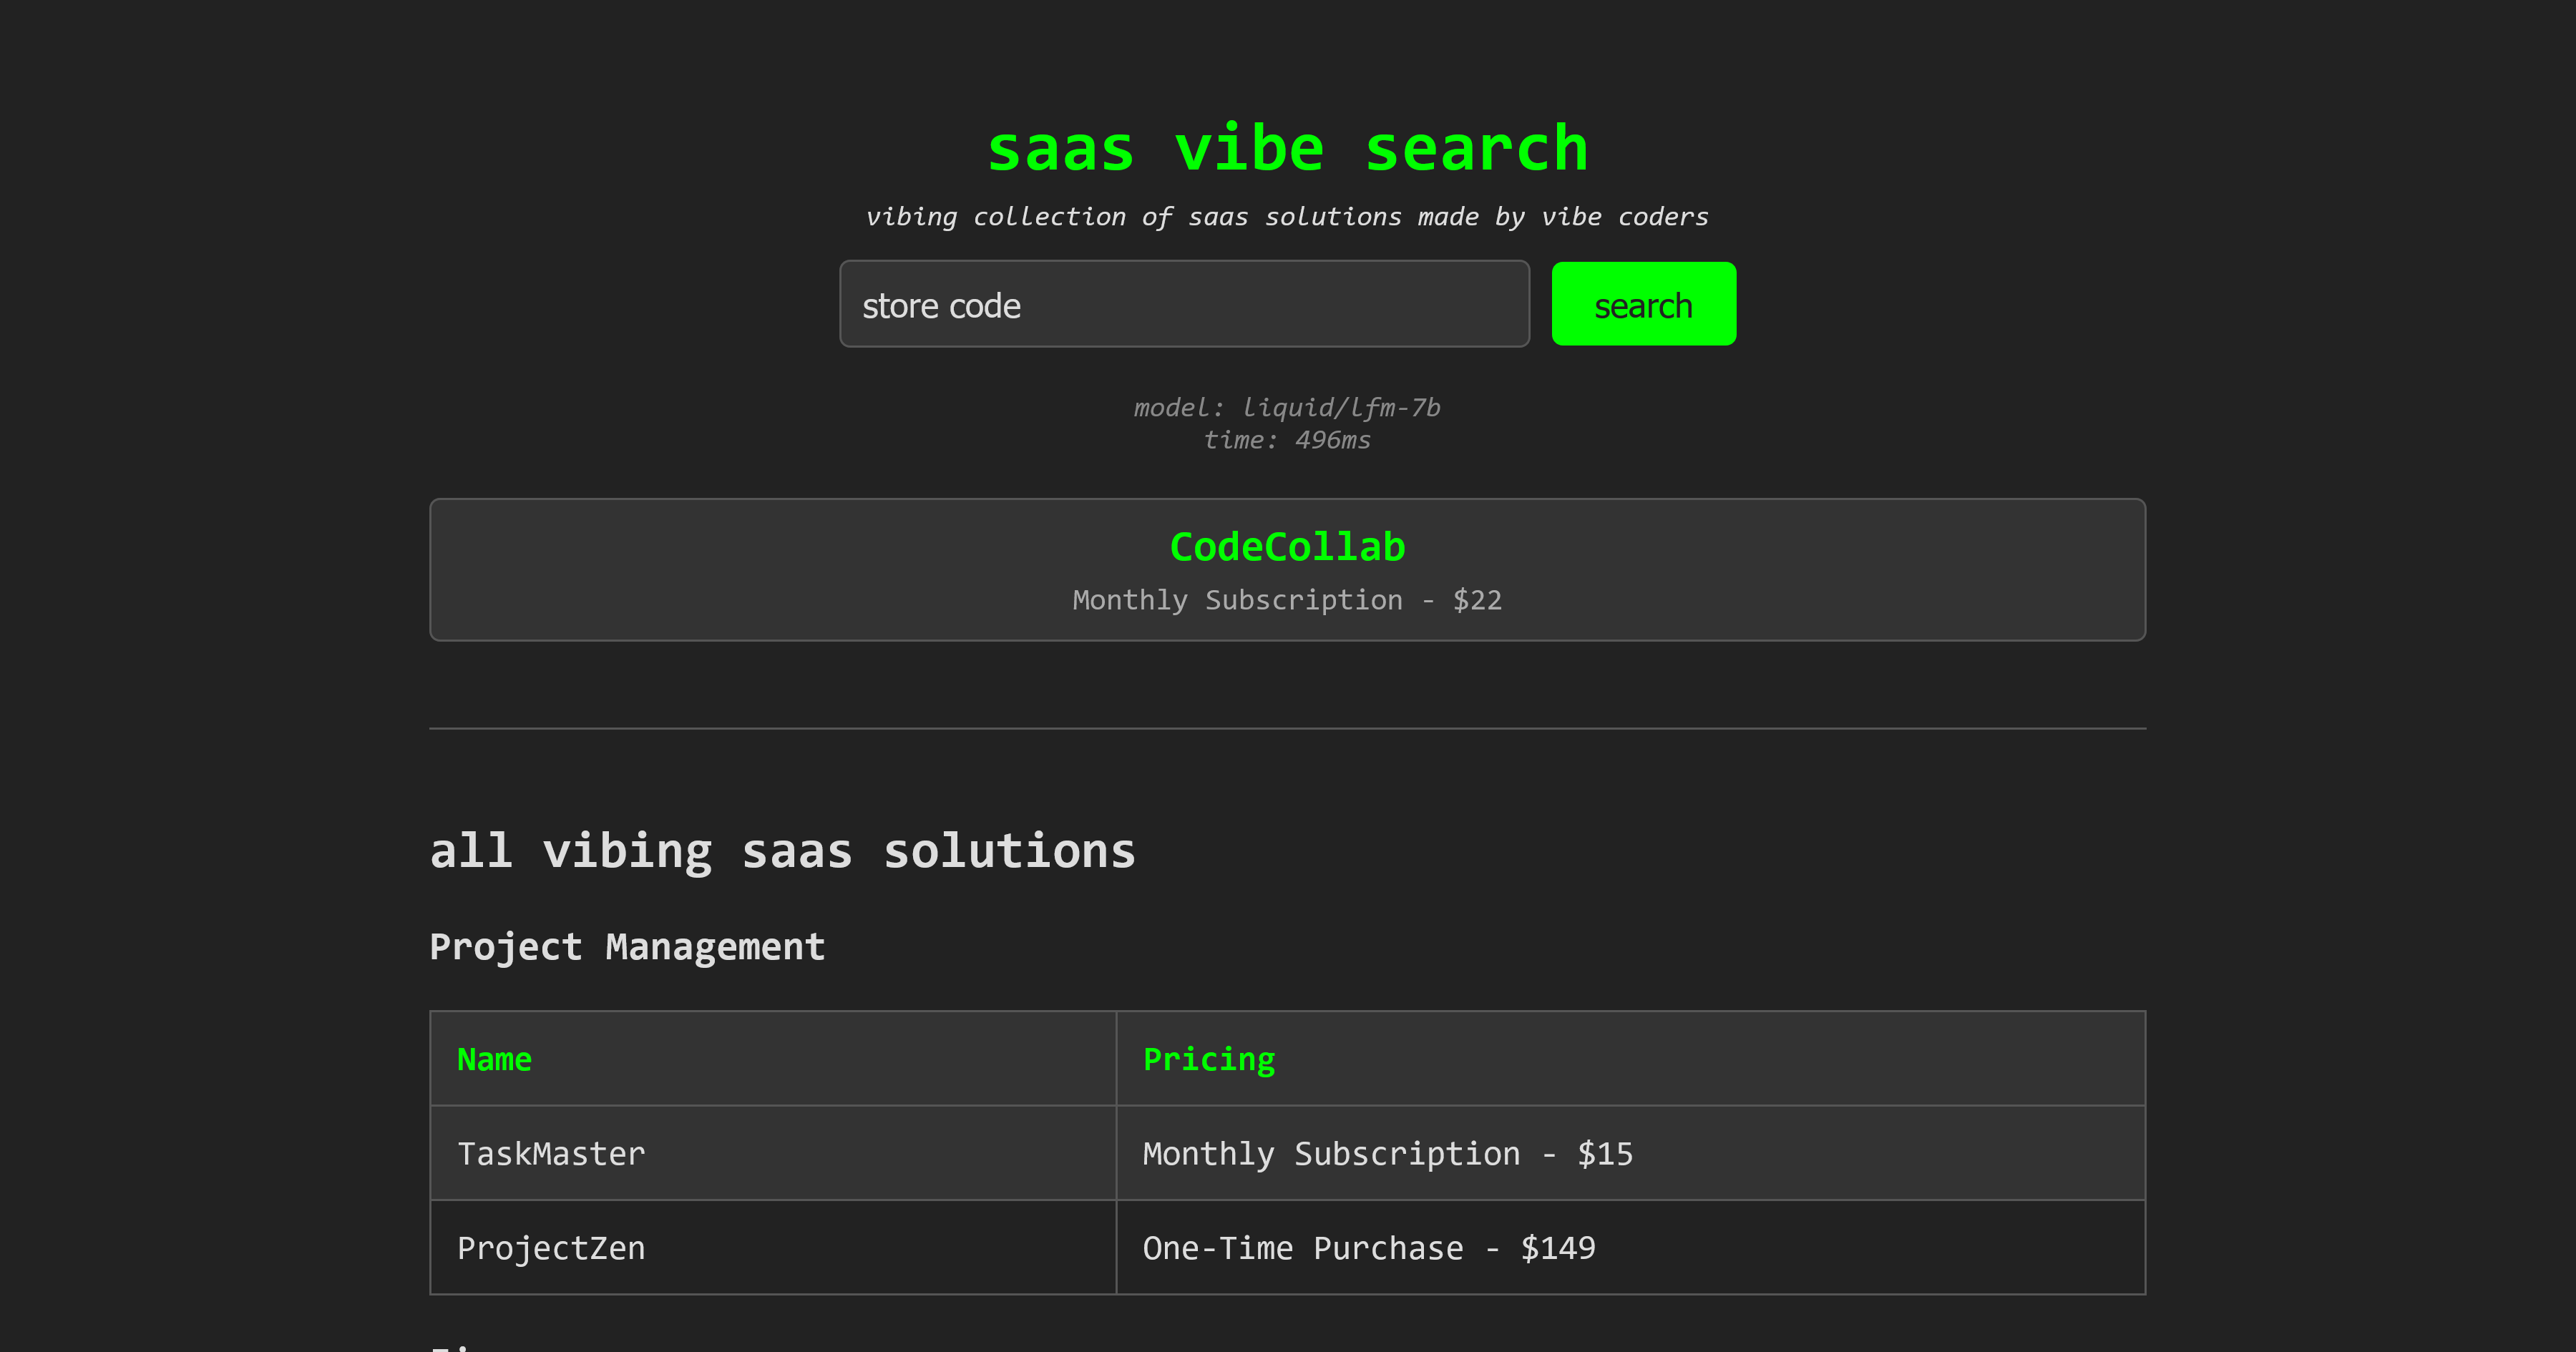 saas vibe search
vibing collection of saas solutions made by vibe coders
store code
search
model: liquid/lfm-7b
time: 496ms
CodeCollab
Monthly Subscription - $22
all vibing saas solutions
Project Management
Name Pricing
TaskMaster Monthly Subscription - $15
ProjectZen One-Time Purchase - $149